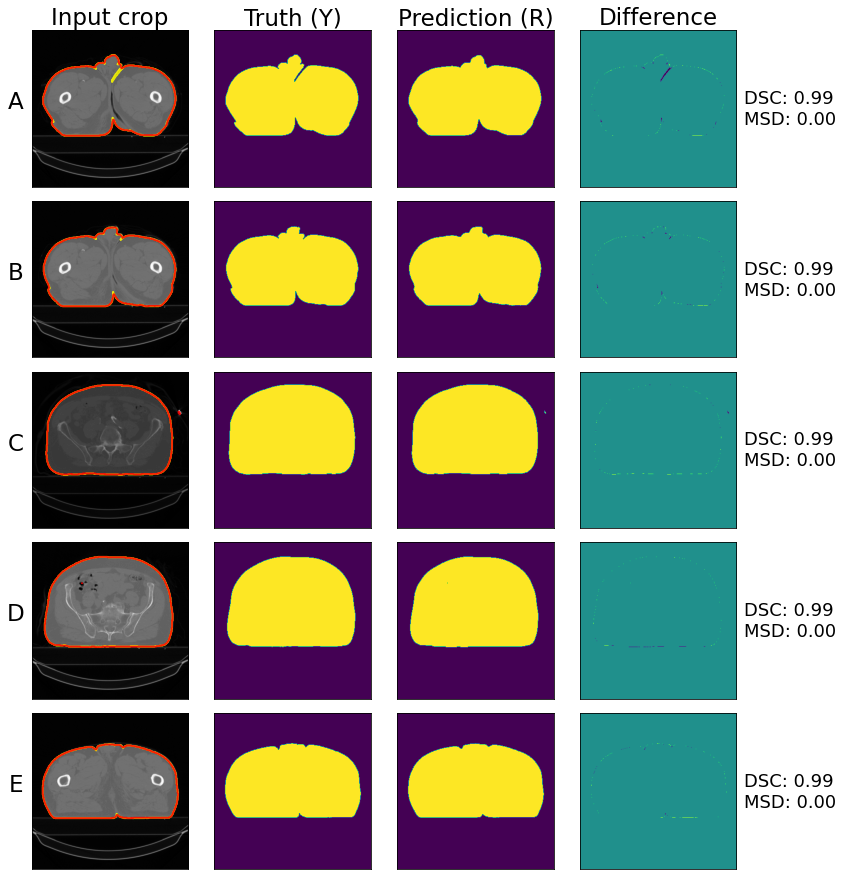 Input crop
Truth (Y)
Prediction (R)
Difference
A
DSC: 0.99
MSD: 0.00
B
DSC: 0.99
MSD: 0.00
C
DSC: 0.99
MSD: 0.00
D
DSC: 0.99
MSD: 0.00
E
DSC: 0.99
MSD: 0.00